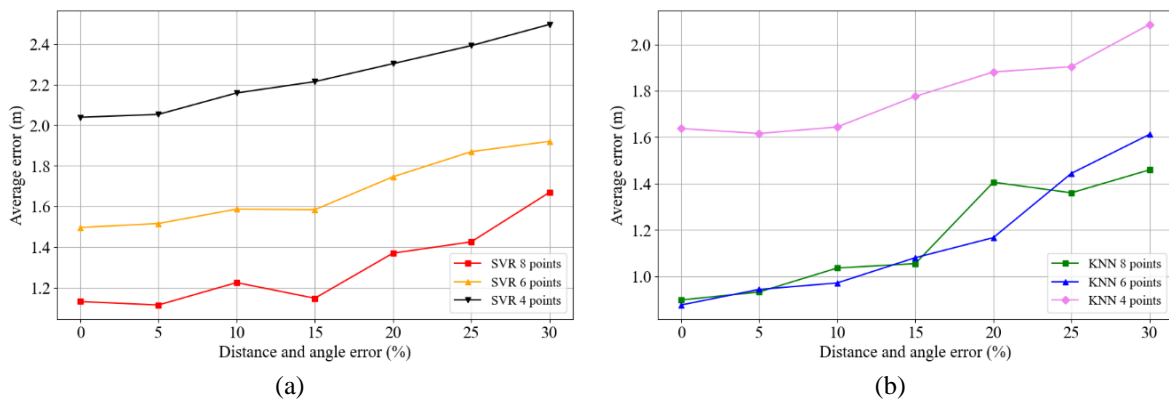 2.4
2.2
2.0
1.8
1.6
1.4
1.2
Average error (m)
SVR 8 points
SVR 6 points
SVR 4 points
0 5 10 15 20 25 30
Distance and angle error (%)
(a)
2.0
1.8
1.6
1.4
1.2
1.0
Average error (m)
KNN 8 points
KNN 6 points
KNN 4 points
0 5 10 15 20 25 30
Distance and angle error (%)
(b)